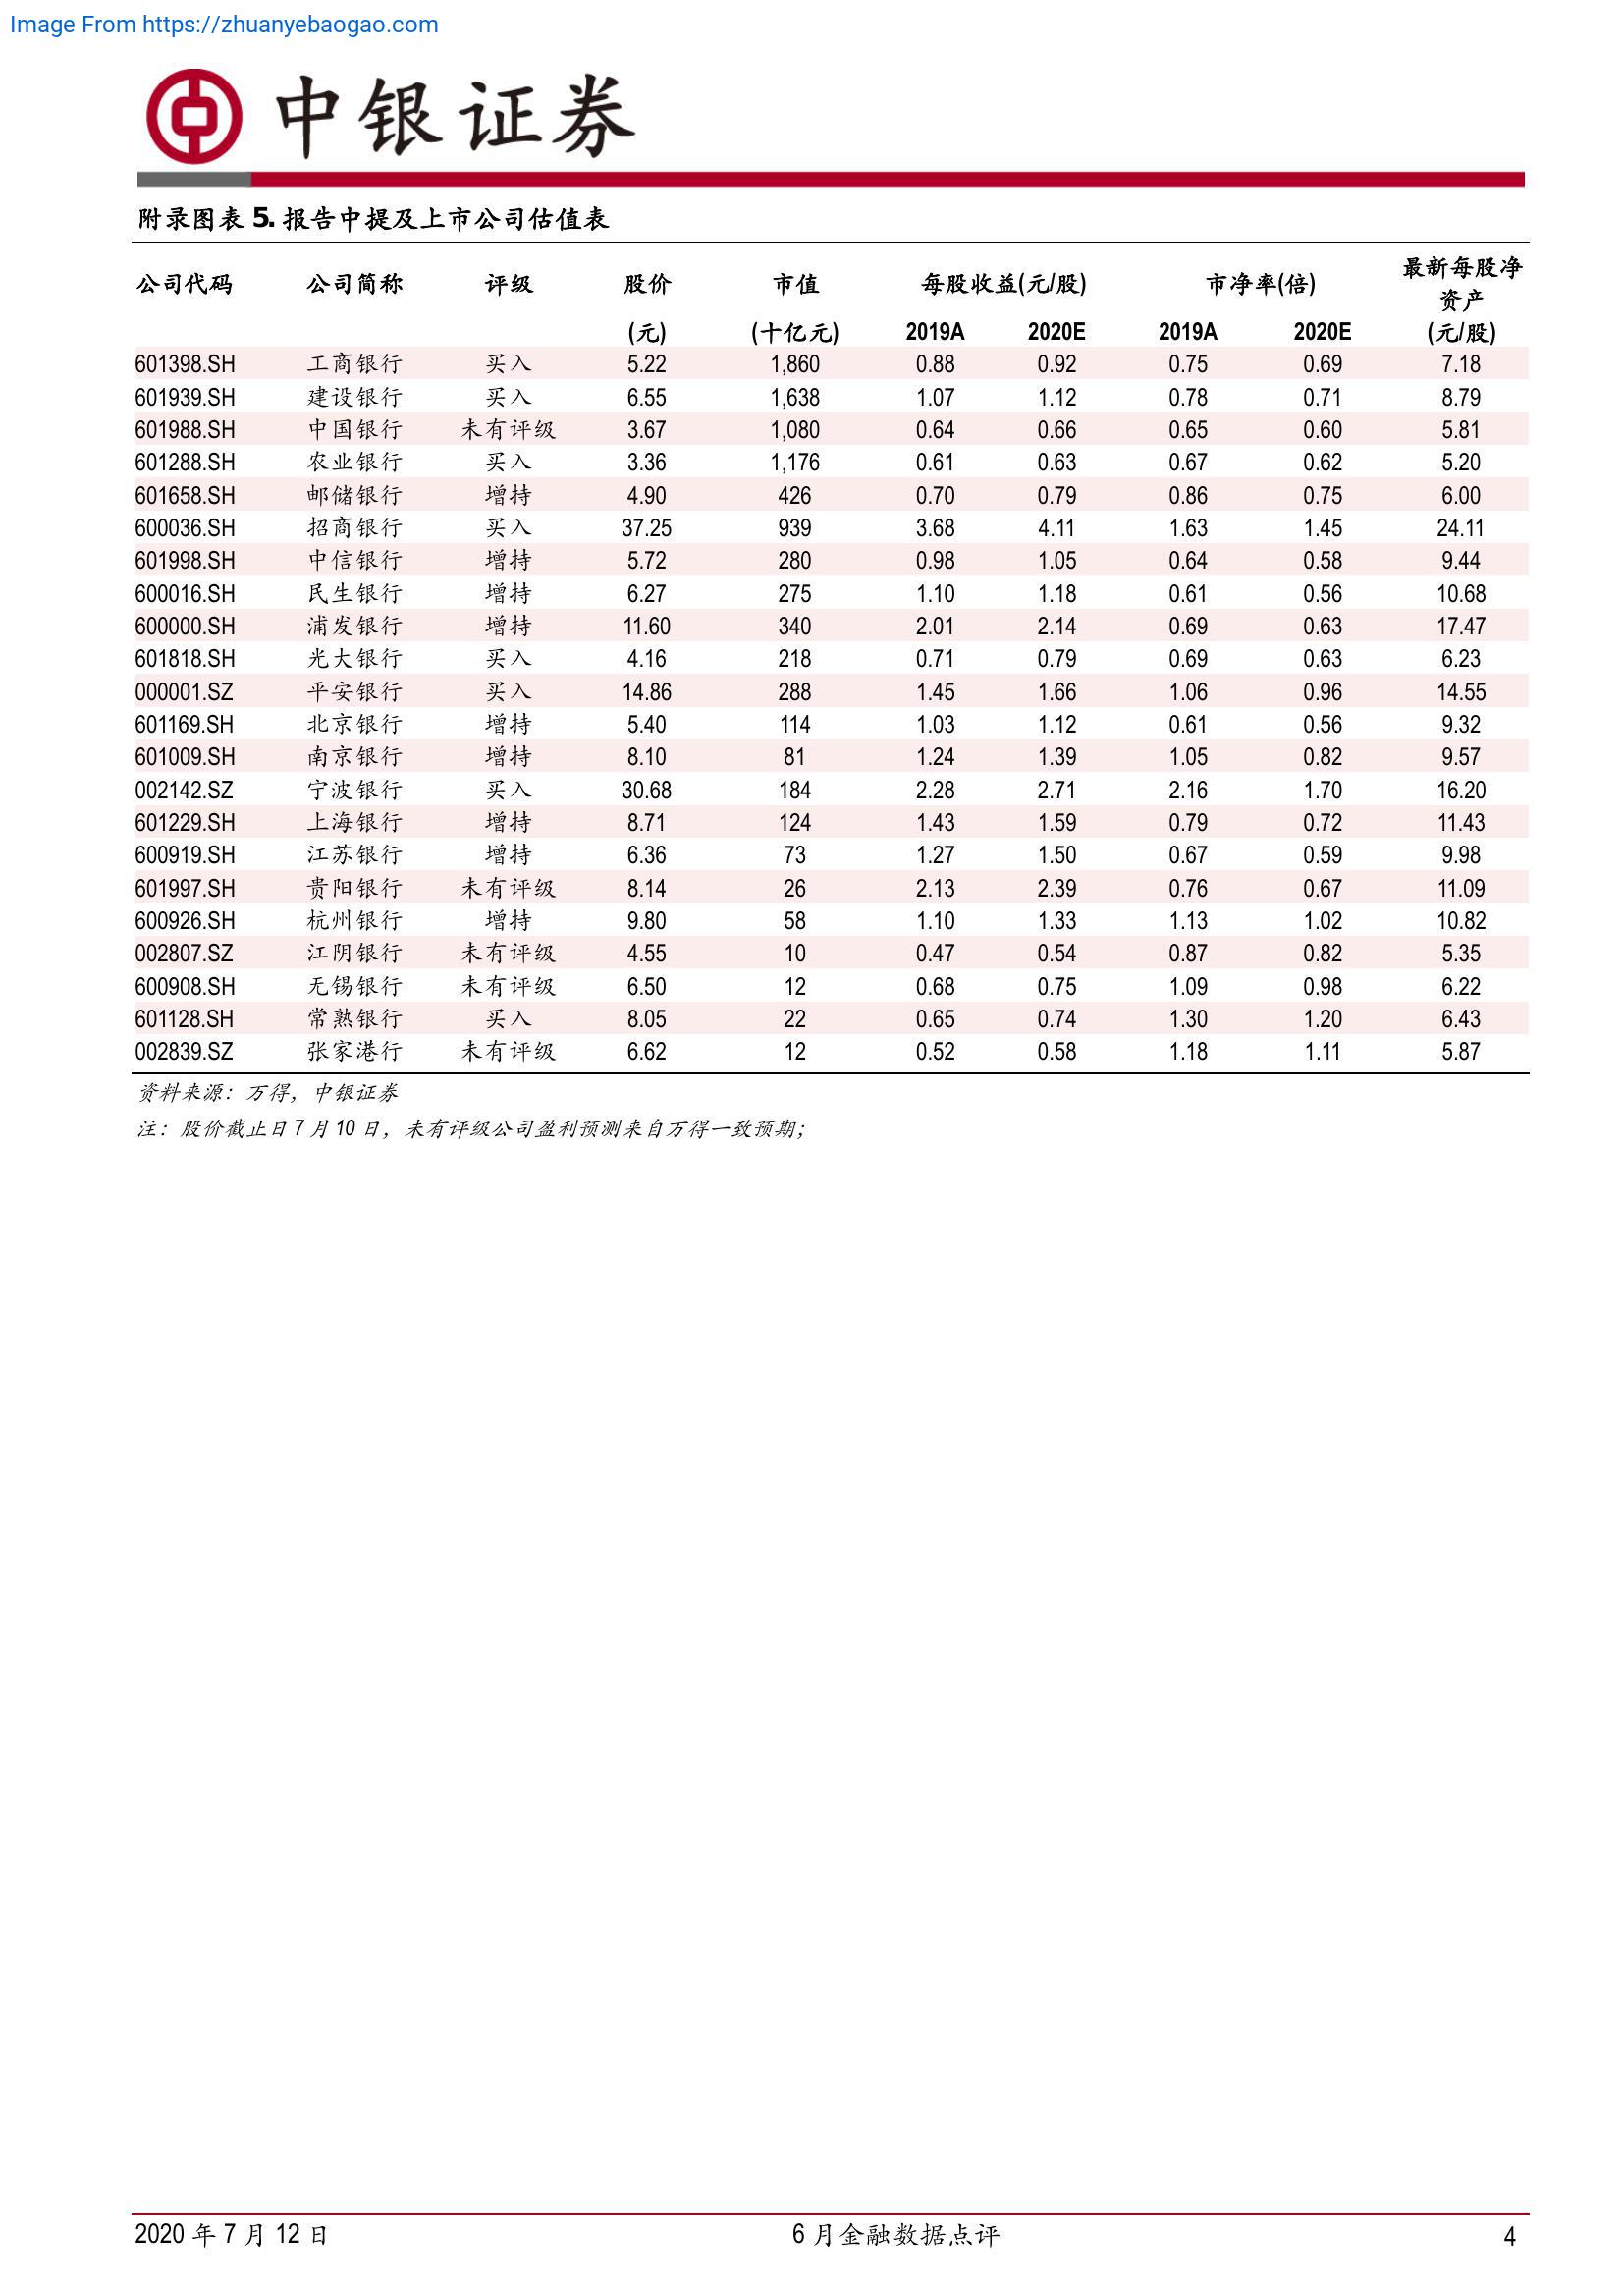 Image From https://zhuanyebaogao.com
中银证券
附录图表 5. 报告中提及上市公司估值表
公司代码 公司简称 评级 股价 市值 每股收益(元/股) 市净率(倍) 最新每股净资产
(元) (十亿元) 2019A 2020E 2019A 2020E (元/股)
601398.SH 工商银行 买入 5.22 1,860 0.88 0.92 0.75 0.69 7.18
601939.SH 建设银行 买入 6.55 1,638 1.07 1.12 0.78 0.71 8.79
601988.SH 中国银行 未有评级 3.67 1,080 0.64 0.66 0.65 0.60 5.81
601288.SH 农业银行 买入 3.36 1,176 0.61 0.63 0.67 0.62 5.20
601658.SH 邮储银行 增持 4.90 426 0.70 0.79 0.86 0.75 6.00
600036.SH 招商银行 买入 37.25 939 3.68 4.11 1.63 1.45 24.11
601998.SH 中信银行 增持 5.72 280 0.98 1.05 0.64 0.58 9.44
600016.SH 民生银行 增持 6.27 275 1.10 1.18 0.61 0.56 10.68
600000.SH 浦发银行 增持 11.60 340 2.01 2.14 0.69 0.63 17.47
601818.SH 光大银行 买入 4.16 218 0.71 0.79 0.69 0.63 6.23
000001.SZ 平安银行 买入 14.86 288 1.45 1.66 1.06 0.96 14.55
601169.SH 北京银行 增持 5.40 114 1.03 1.12 0.61 0.56 9.32
601009.SH 南京银行 增持 8.10 81 1.24 1.39 1.05 0.82 9.57
002142.SZ 宁波银行 买入 30.68 184 2.28 2.71 2.16 1.70 16.20
601229.SH 上海银行 增持 8.71 124 1.43 1.59 0.79 0.72 11.43
600919.SH 江苏银行 增持 6.36 73 1.27 1.50 0.67 0.59 9.98
601997.SH 贵阳银行 未有评级 8.14 26 2.13 2.39 0.76 0.67 11.09
600926.SH 杭州银行 增持 9.80 58 1.10 1.33 1.13 1.02 10.82
002807.SZ 江阴银行 未有评级 4.55 10 0.47 0.54 0.87 0.82 5.35
600908.SH 无锡银行 未有评级 6.50 12 0.68 0.75 1.09 0.98 6.22
601128.SH 常熟银行 买入 8.05 22 0.65 0.74 1.30 1.20 6.43
002839.SZ 张家港行 未有评级 6.62 12 0.52 0.58 1.18 1.11 5.87
资料来源：万得，中银证券
注：股价截止日 7 月 10 日，未有评级公司盈利预测来自万得一致预期；
2020 年 7 月 12 日 6 月金融数据点评 4